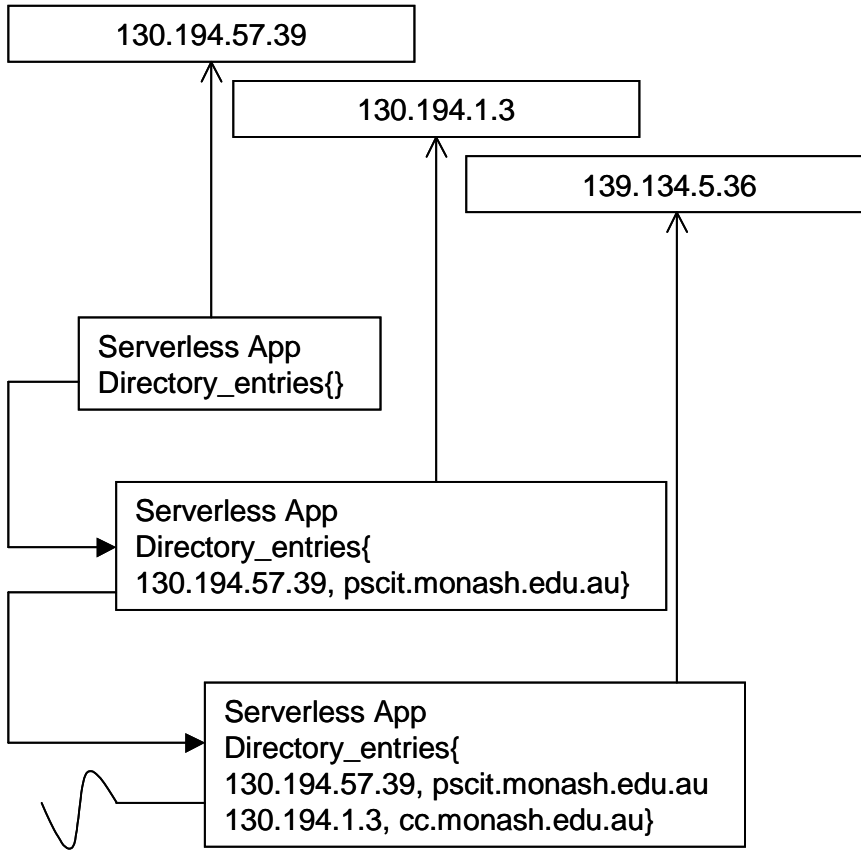 130.194.57.39
130.194.1.3
139.134.5.36
Serverless App
Directory_entries{}
Serverless App
Directory_entries{
130.194.57.39, pscit.monash.edu.au}
Serverless App
Directory_entries{
130.194.57.39, pscit.monash.edu.au
130.194.1.3, cc.monash.edu.au}